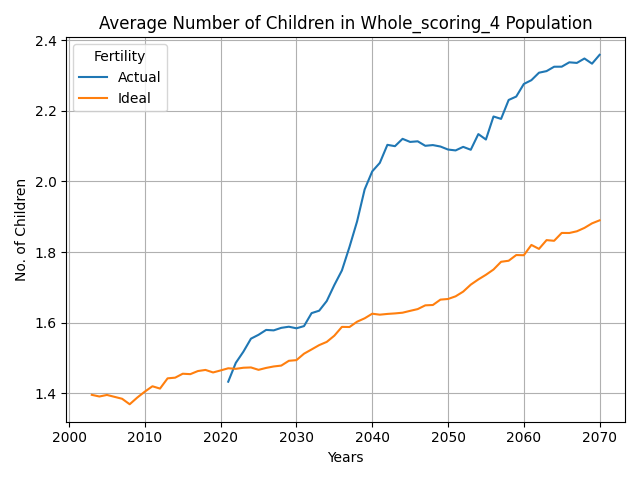 Average Number of Children in Whole_scoring_4 Population
Fertility
Actual
Ideal
No. of Children
2.4
2.2
2.0
1.8
1.6
1.4
2000 2010 2020 2030 2040 2050 2060 2070
Years